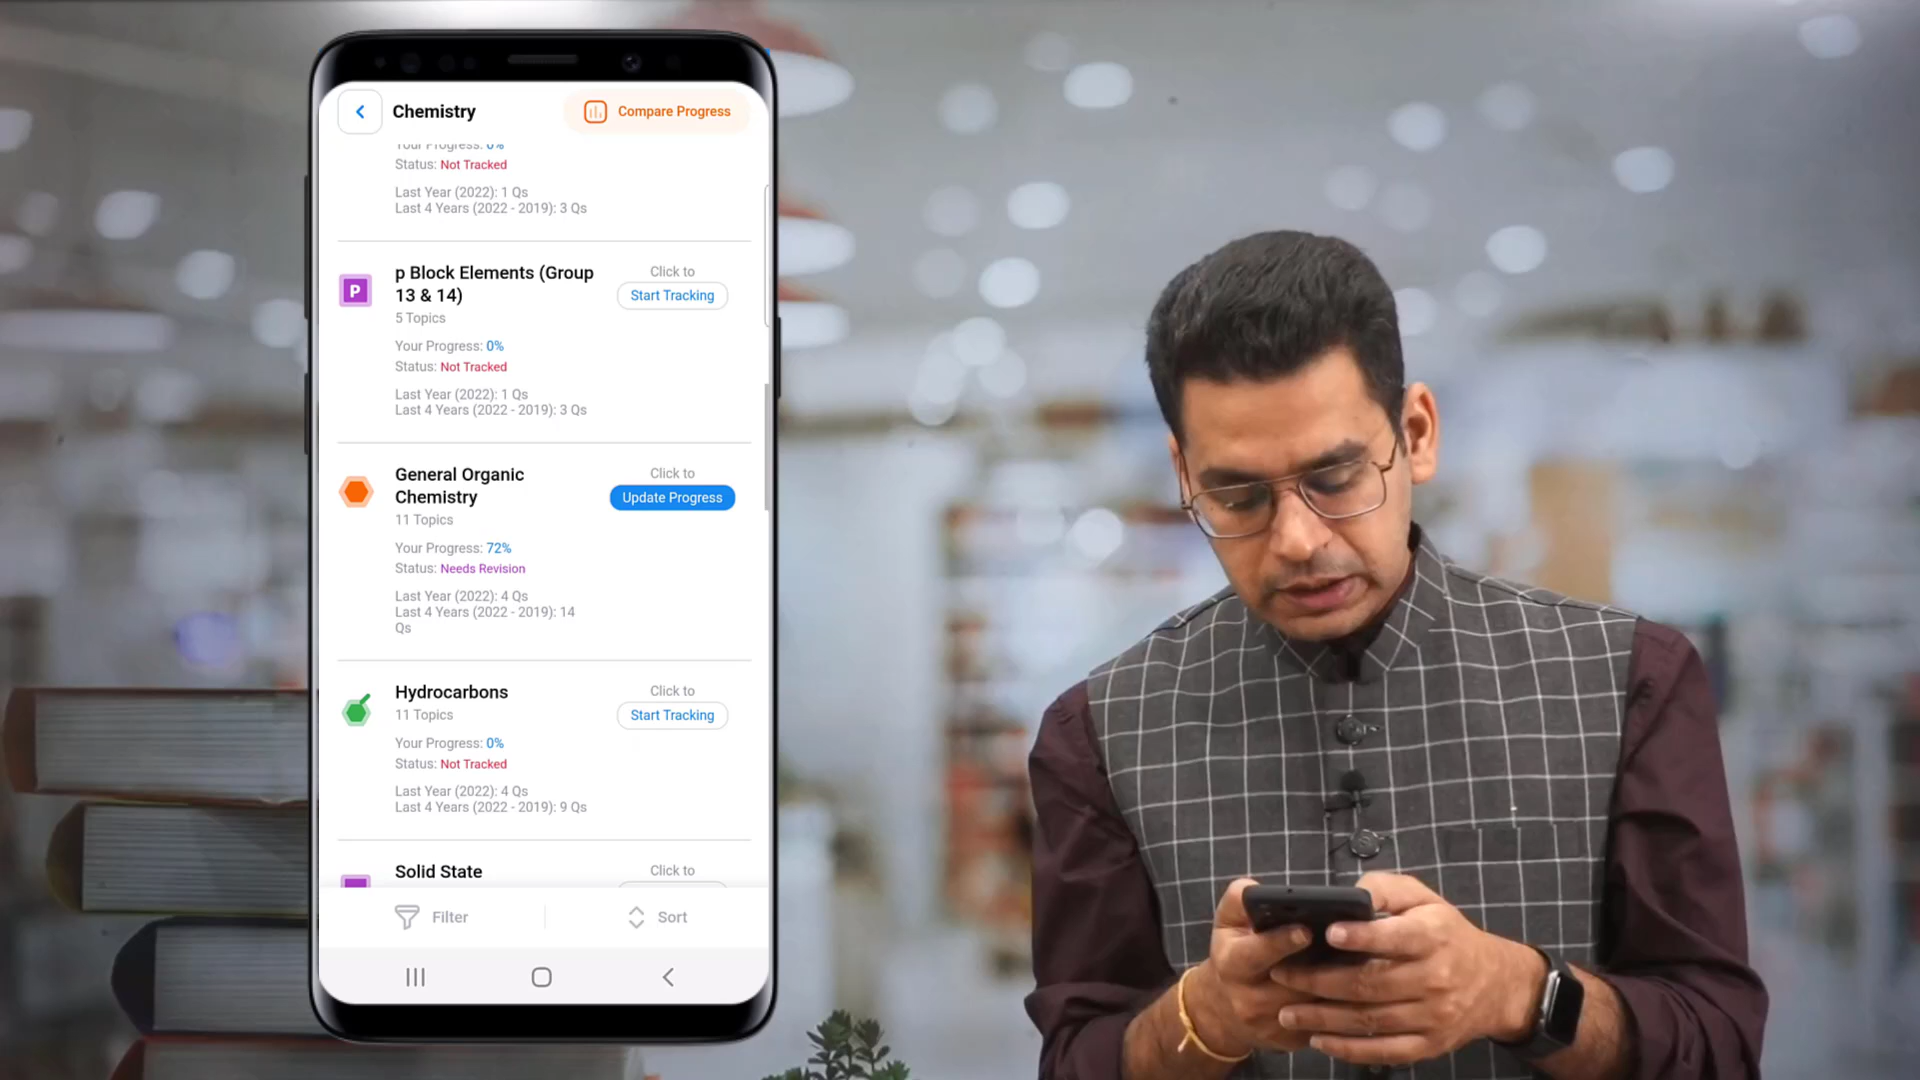 Chemistry
Compare Progress
Your Progress: 0%
Status: Not Tracked
Last Year (2022): 1 Qs
Last 4 Years (2022 - 2019): 3 Qs
P
p Block Elements (Group
13 & 14)
5 Topics
Click to
Start Tracking
Your Progress: 0%
Status: Not Tracked
Last Year (2022): 1 Qs
Last 4 Years (2022 - 2019): 3 Qs
General Organic
Chemistry
11 Topics
Click to
Update Progress
Your Progress: 72%
Status: Needs Revision
Last Year (2022): 4 Qs
Last 4 Years (2022 - 2019): 14
Qs
Hydrocarbons
11 Topics
Click to
Start Tracking
Your Progress: 0%
Status: Not Tracked
Last Year (2022): 4 Qs
Last 4 Years (2022 - 2019): 9 Qs
Solid State
Click to
Filter
Sort